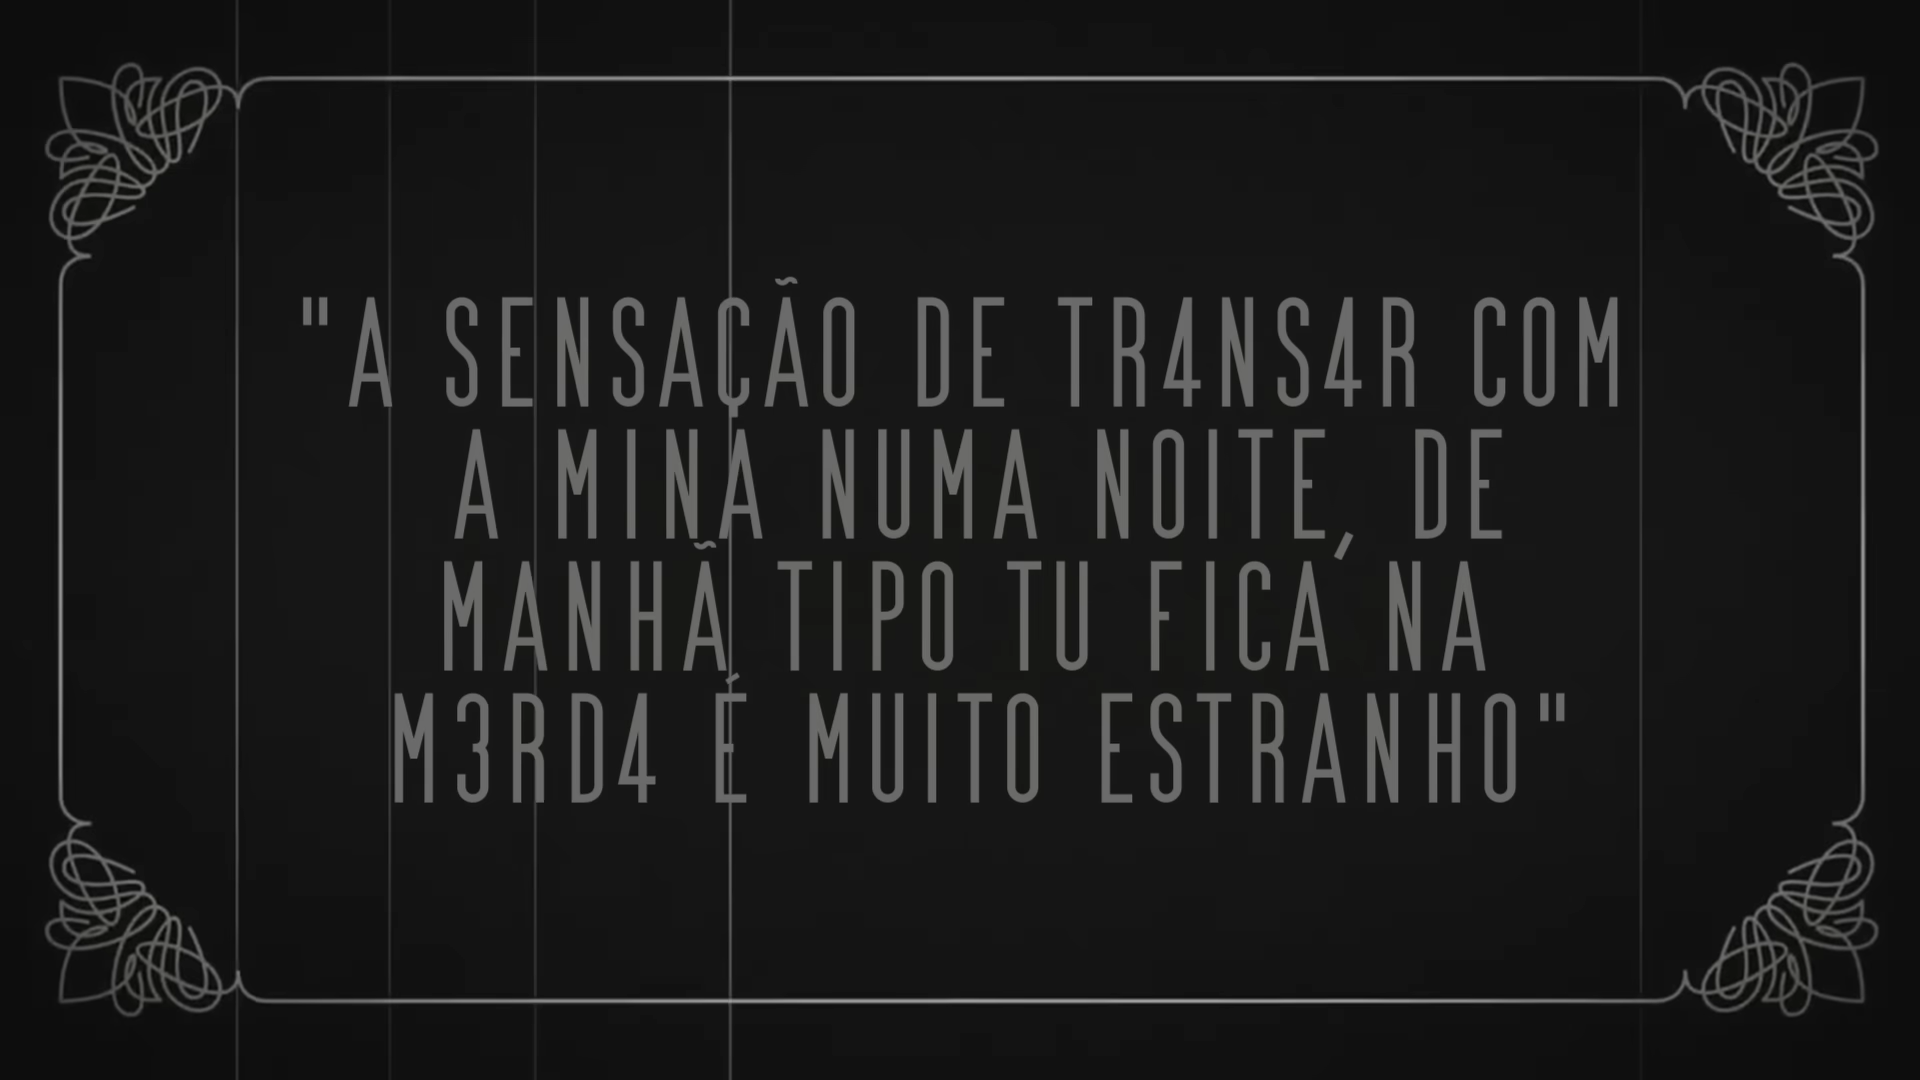 "A SENSAÇÃO DE TR4NS4R COM
A MINA NUMA NOITE, DE
MANHÃ TIPO TU FICA NA
M3RD4 É MUITO ESTRANHO"